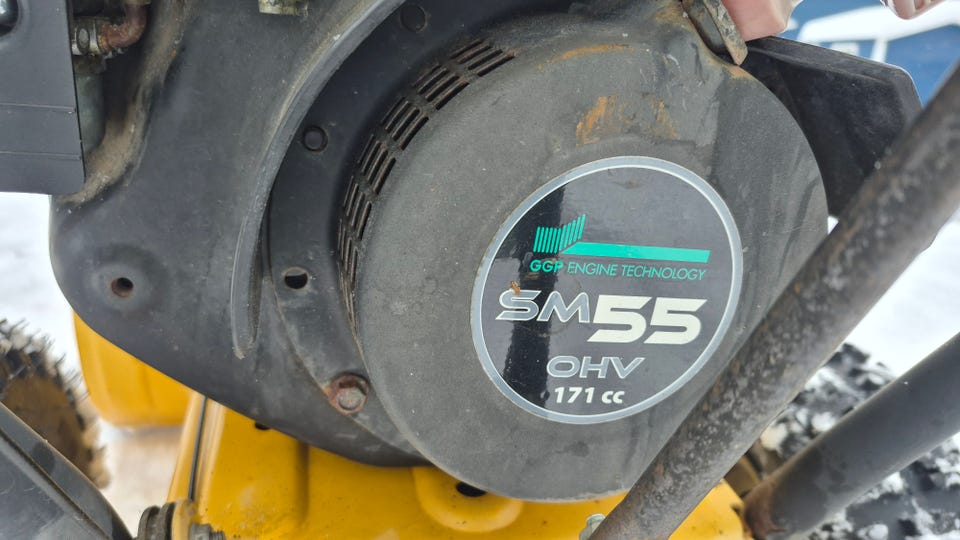 GGP ENGINE TECHNOLOGY
SM55
OHV
171 cc